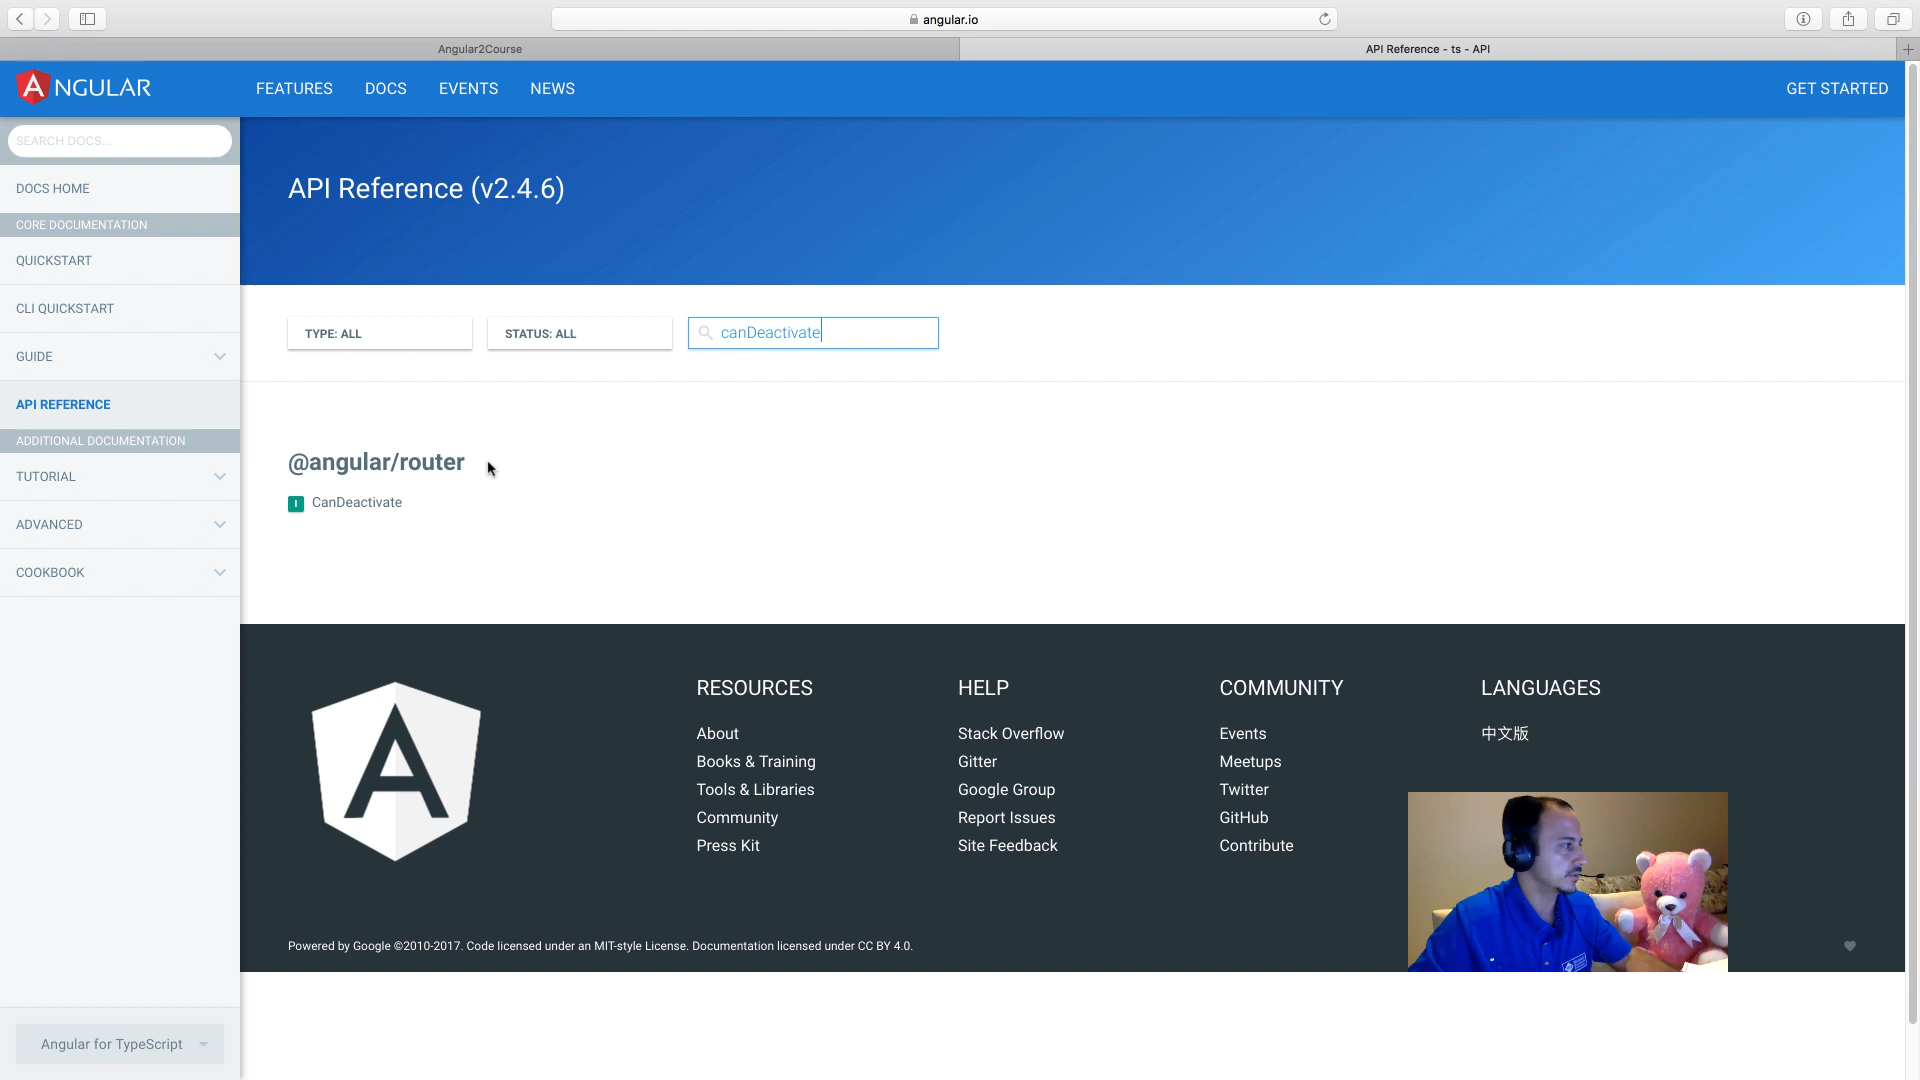 angular.io
Angular2Course
API Reference - ts - API
ANGULAR
FEATURES
DOCS
EVENTS
NEWS
GET STARTED
SEARCH DOCS...
DOCS HOME
CORE DOCUMENTATION
QUICKSTART
CLI QUICKSTART
GUIDE
API REFERENCE
ADDITIONAL DOCUMENTATION
TUTORIAL
ADVANCED
COOKBOOK
Angular for TypeScript
API Reference (v2.4.6)
TYPE: ALL
STATUS: ALL
canDeactivate
@angular/router
I CanDeactivate
RESOURCES
About
Books & Training
Tools & Libraries
Community
Press Kit
HELP
Stack Overflow
Gitter
Google Group
Report Issues
Site Feedback
COMMUNITY
Events
Meetups
Twitter
GitHub
Contribute
LANGUAGES
中文版
Powered by Google ©2010-2017. Code licensed under an MIT-style License. Documentation licensed under CC BY 4.0.